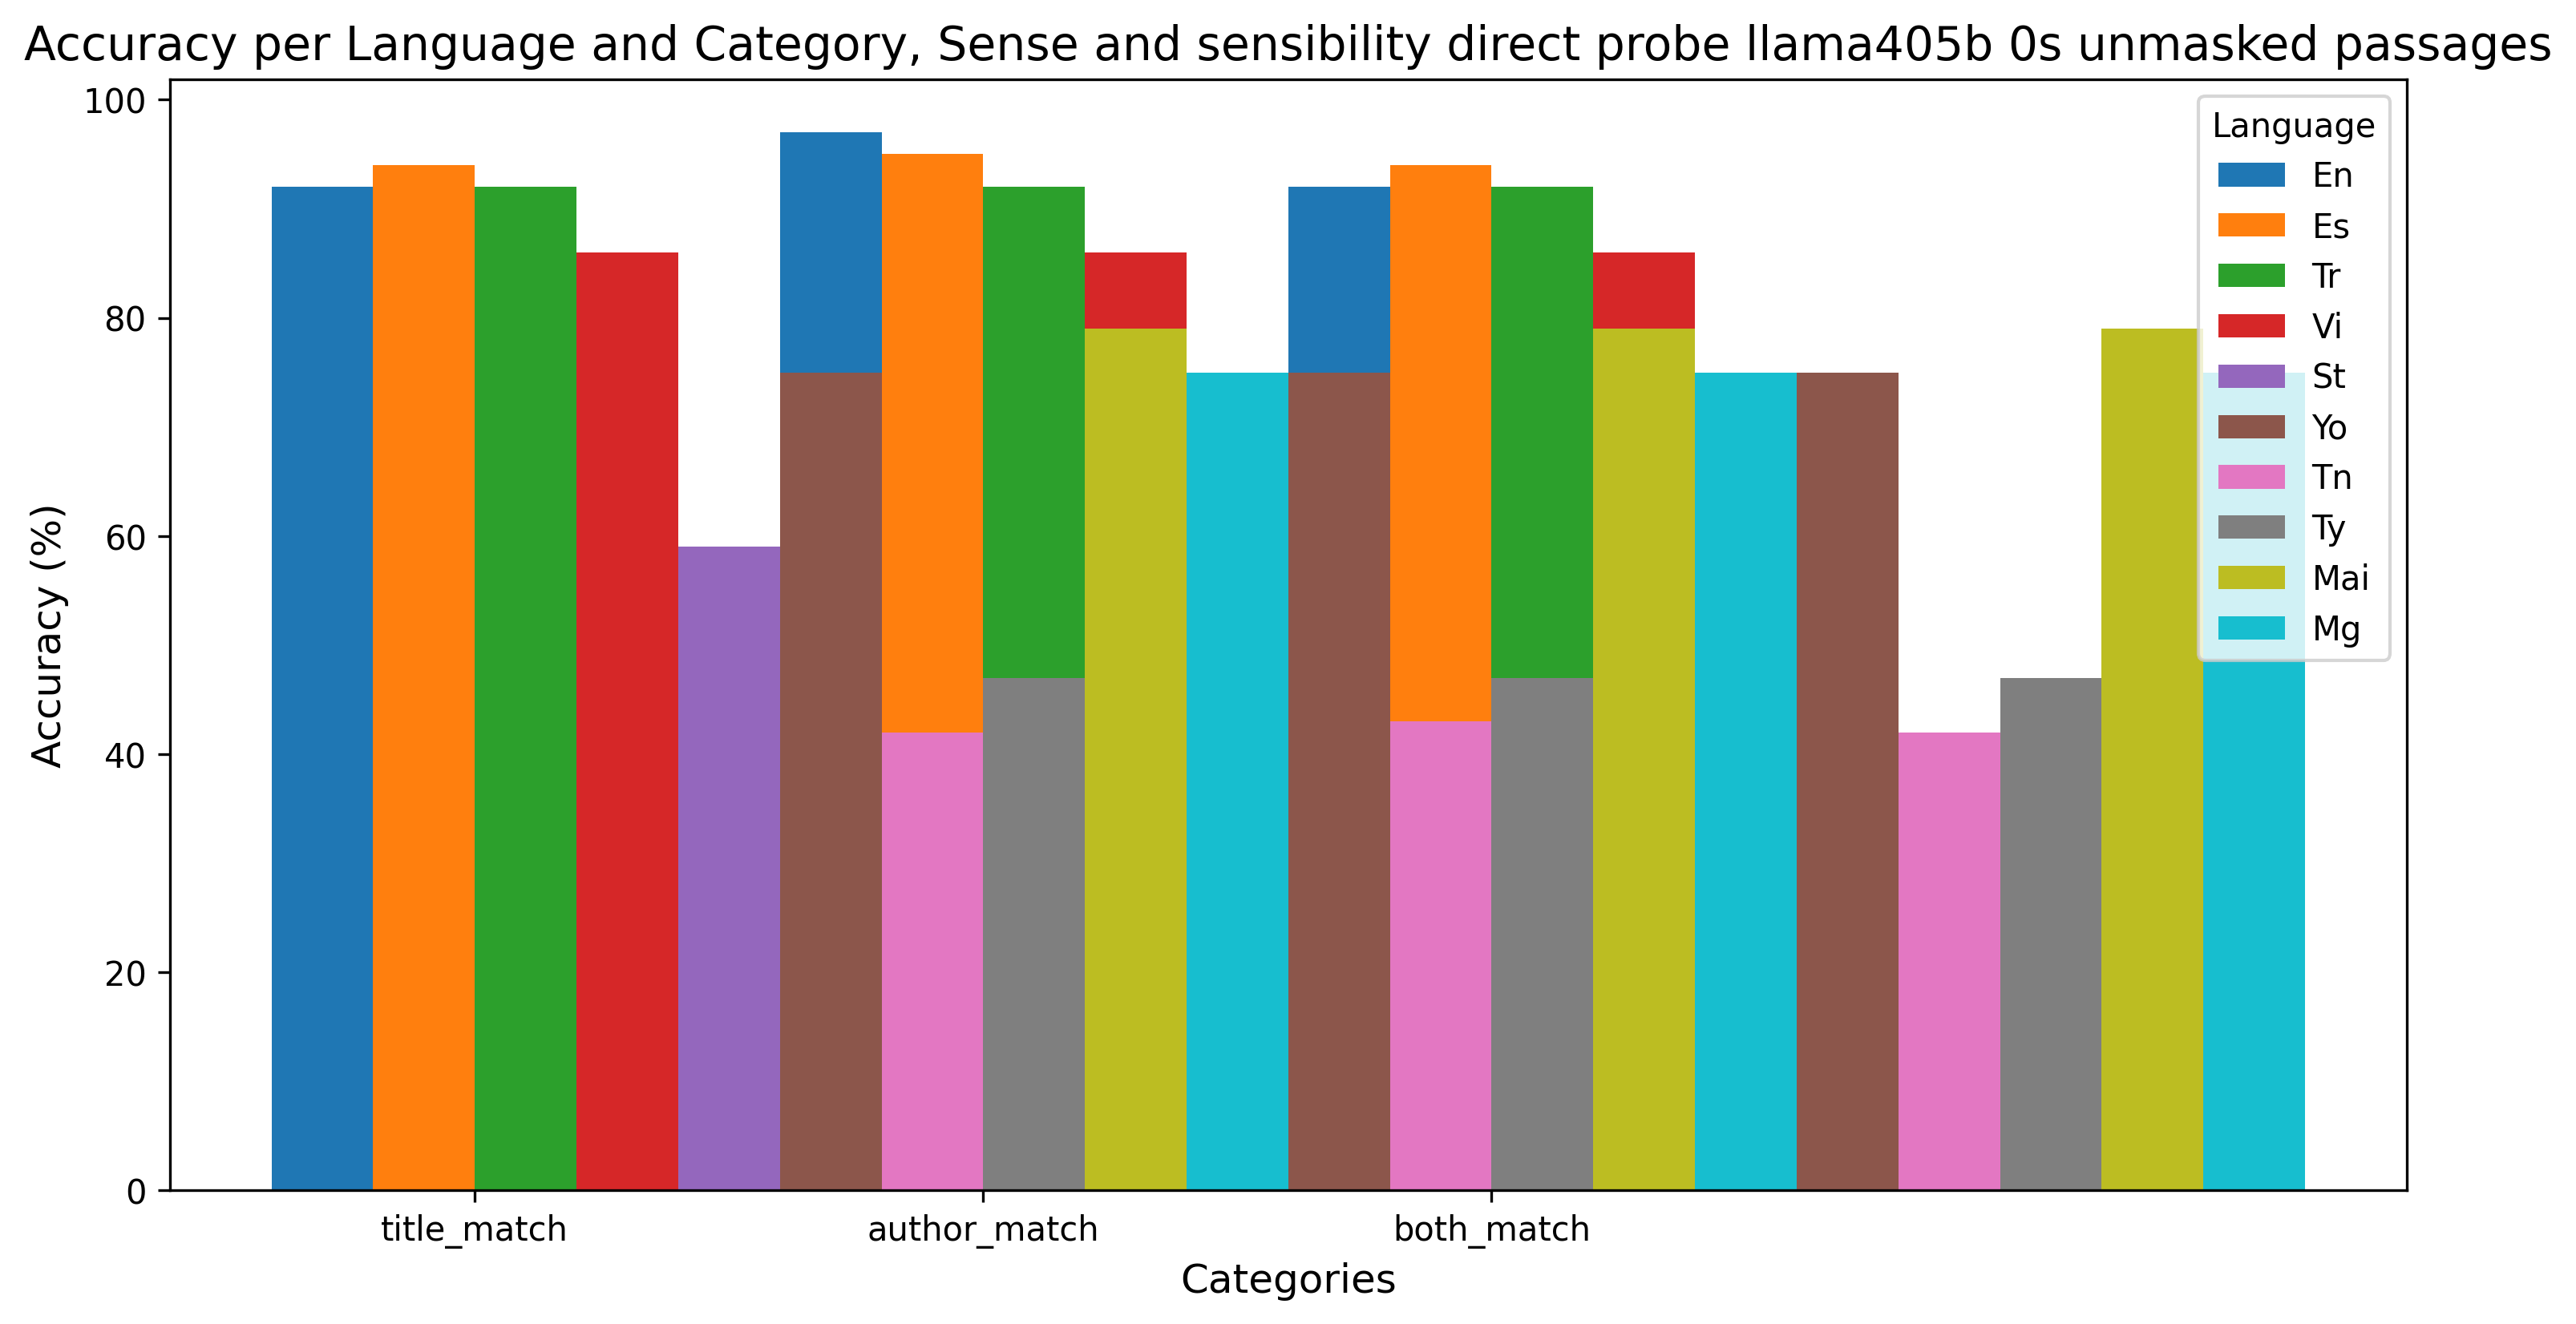 Accuracy per Language and Category, Sense and sensibility direct probe llama405b 0s unmasked passages
Accuracy (%)
100
80
60
40
20
0
title_match
author_match
both_match
Categories
Language
En
Es
Tr
Vi
St
Yo
Tn
Ty
Mai
Mg